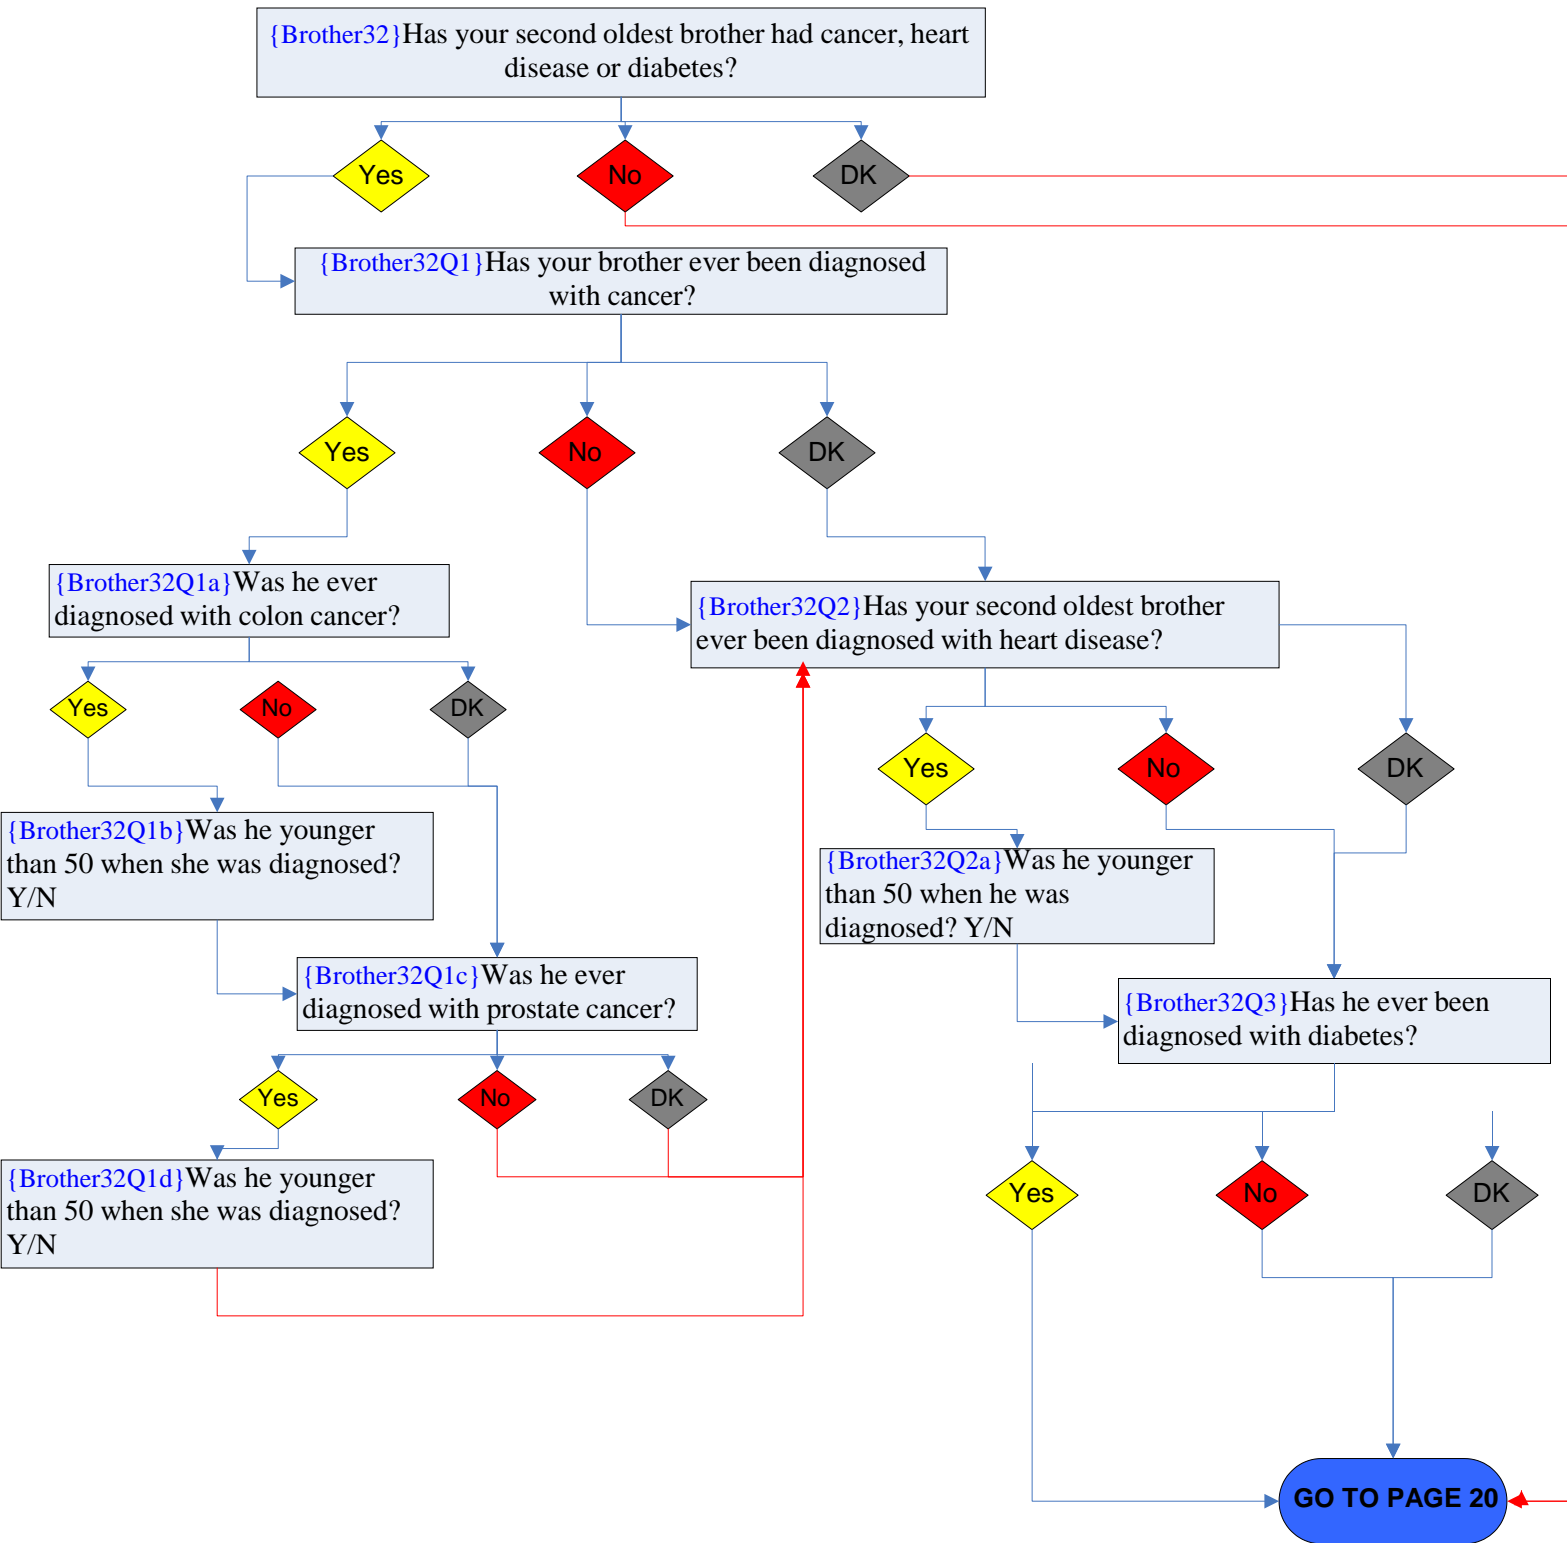 {Brother32}Has your second oldest brother had cancer, heart
disease or diabetes?
Yes
No
DK
{Brother32Q1}Has your brother ever been diagnosed
with cancer?
Yes
No
DK
{Brother32Q1a}Was he ever
diagnosed with colon cancer?
{Brother32Q2}Has your second oldest brother
ever been diagnosed with heart disease?
Yes
No
DK
Yes
No
DK
{Brother32Q1b}Was he younger
than 50 when she was diagnosed?
Y/N
{Brother32Q2a}Was he younger
than 50 when he was
diagnosed? Y/N
{Brother32Q1c}Was he ever
diagnosed with prostate cancer?
{Brother32Q3}Has he ever been
diagnosed with diabetes?
Yes
No
DK
{Brother32Q1d}Was he younger
than 50 when she was diagnosed?
Y/N
Yes
No
DK
GO TO PAGE 20